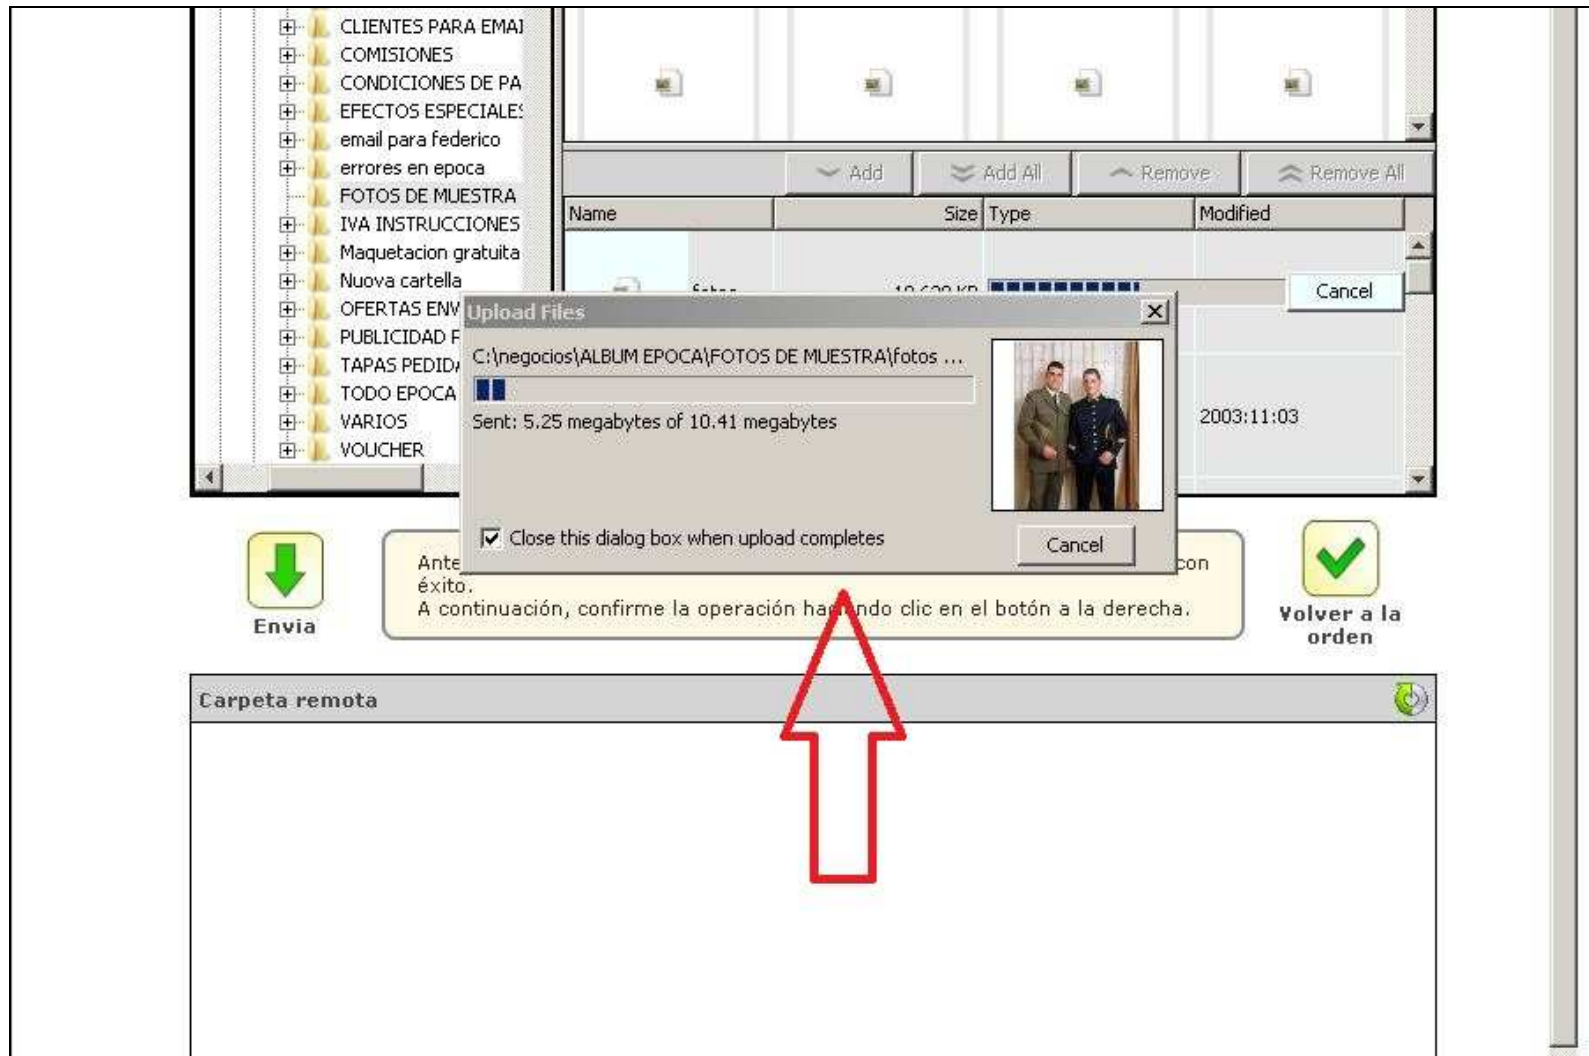 CLIENTES PARA EMAI
COMISIONES
CONDICIONES DE PA
EFECTOS ESPECIALES
email para federico
errores en epoca
FOTOS DE MUESTRA
IVA INSTRUCCIONES
Maquetacion gratuita
Nuova cartella
OFERTAS ENV
PUBLICIDAD F
TAPAS PEDIDA
TODO EPOCA
VARIOS
VOUCHER
Add Add All Remove Remove All
Name Size Type Modified
Cancel
2003:11:03
Upload Files
C:\negocios\ALBUM EPOCA\FOTOS DE MUESTRA\fotos ...
Sent: 5.25 megabytes of 10.41 megabytes
Close this dialog box when upload completes
Cancel
Envia
Ante con
éxito.
A continuación, confirme la operación haciendo clic en el botón a la derecha.
Volver a la
orden
Carpeta remota